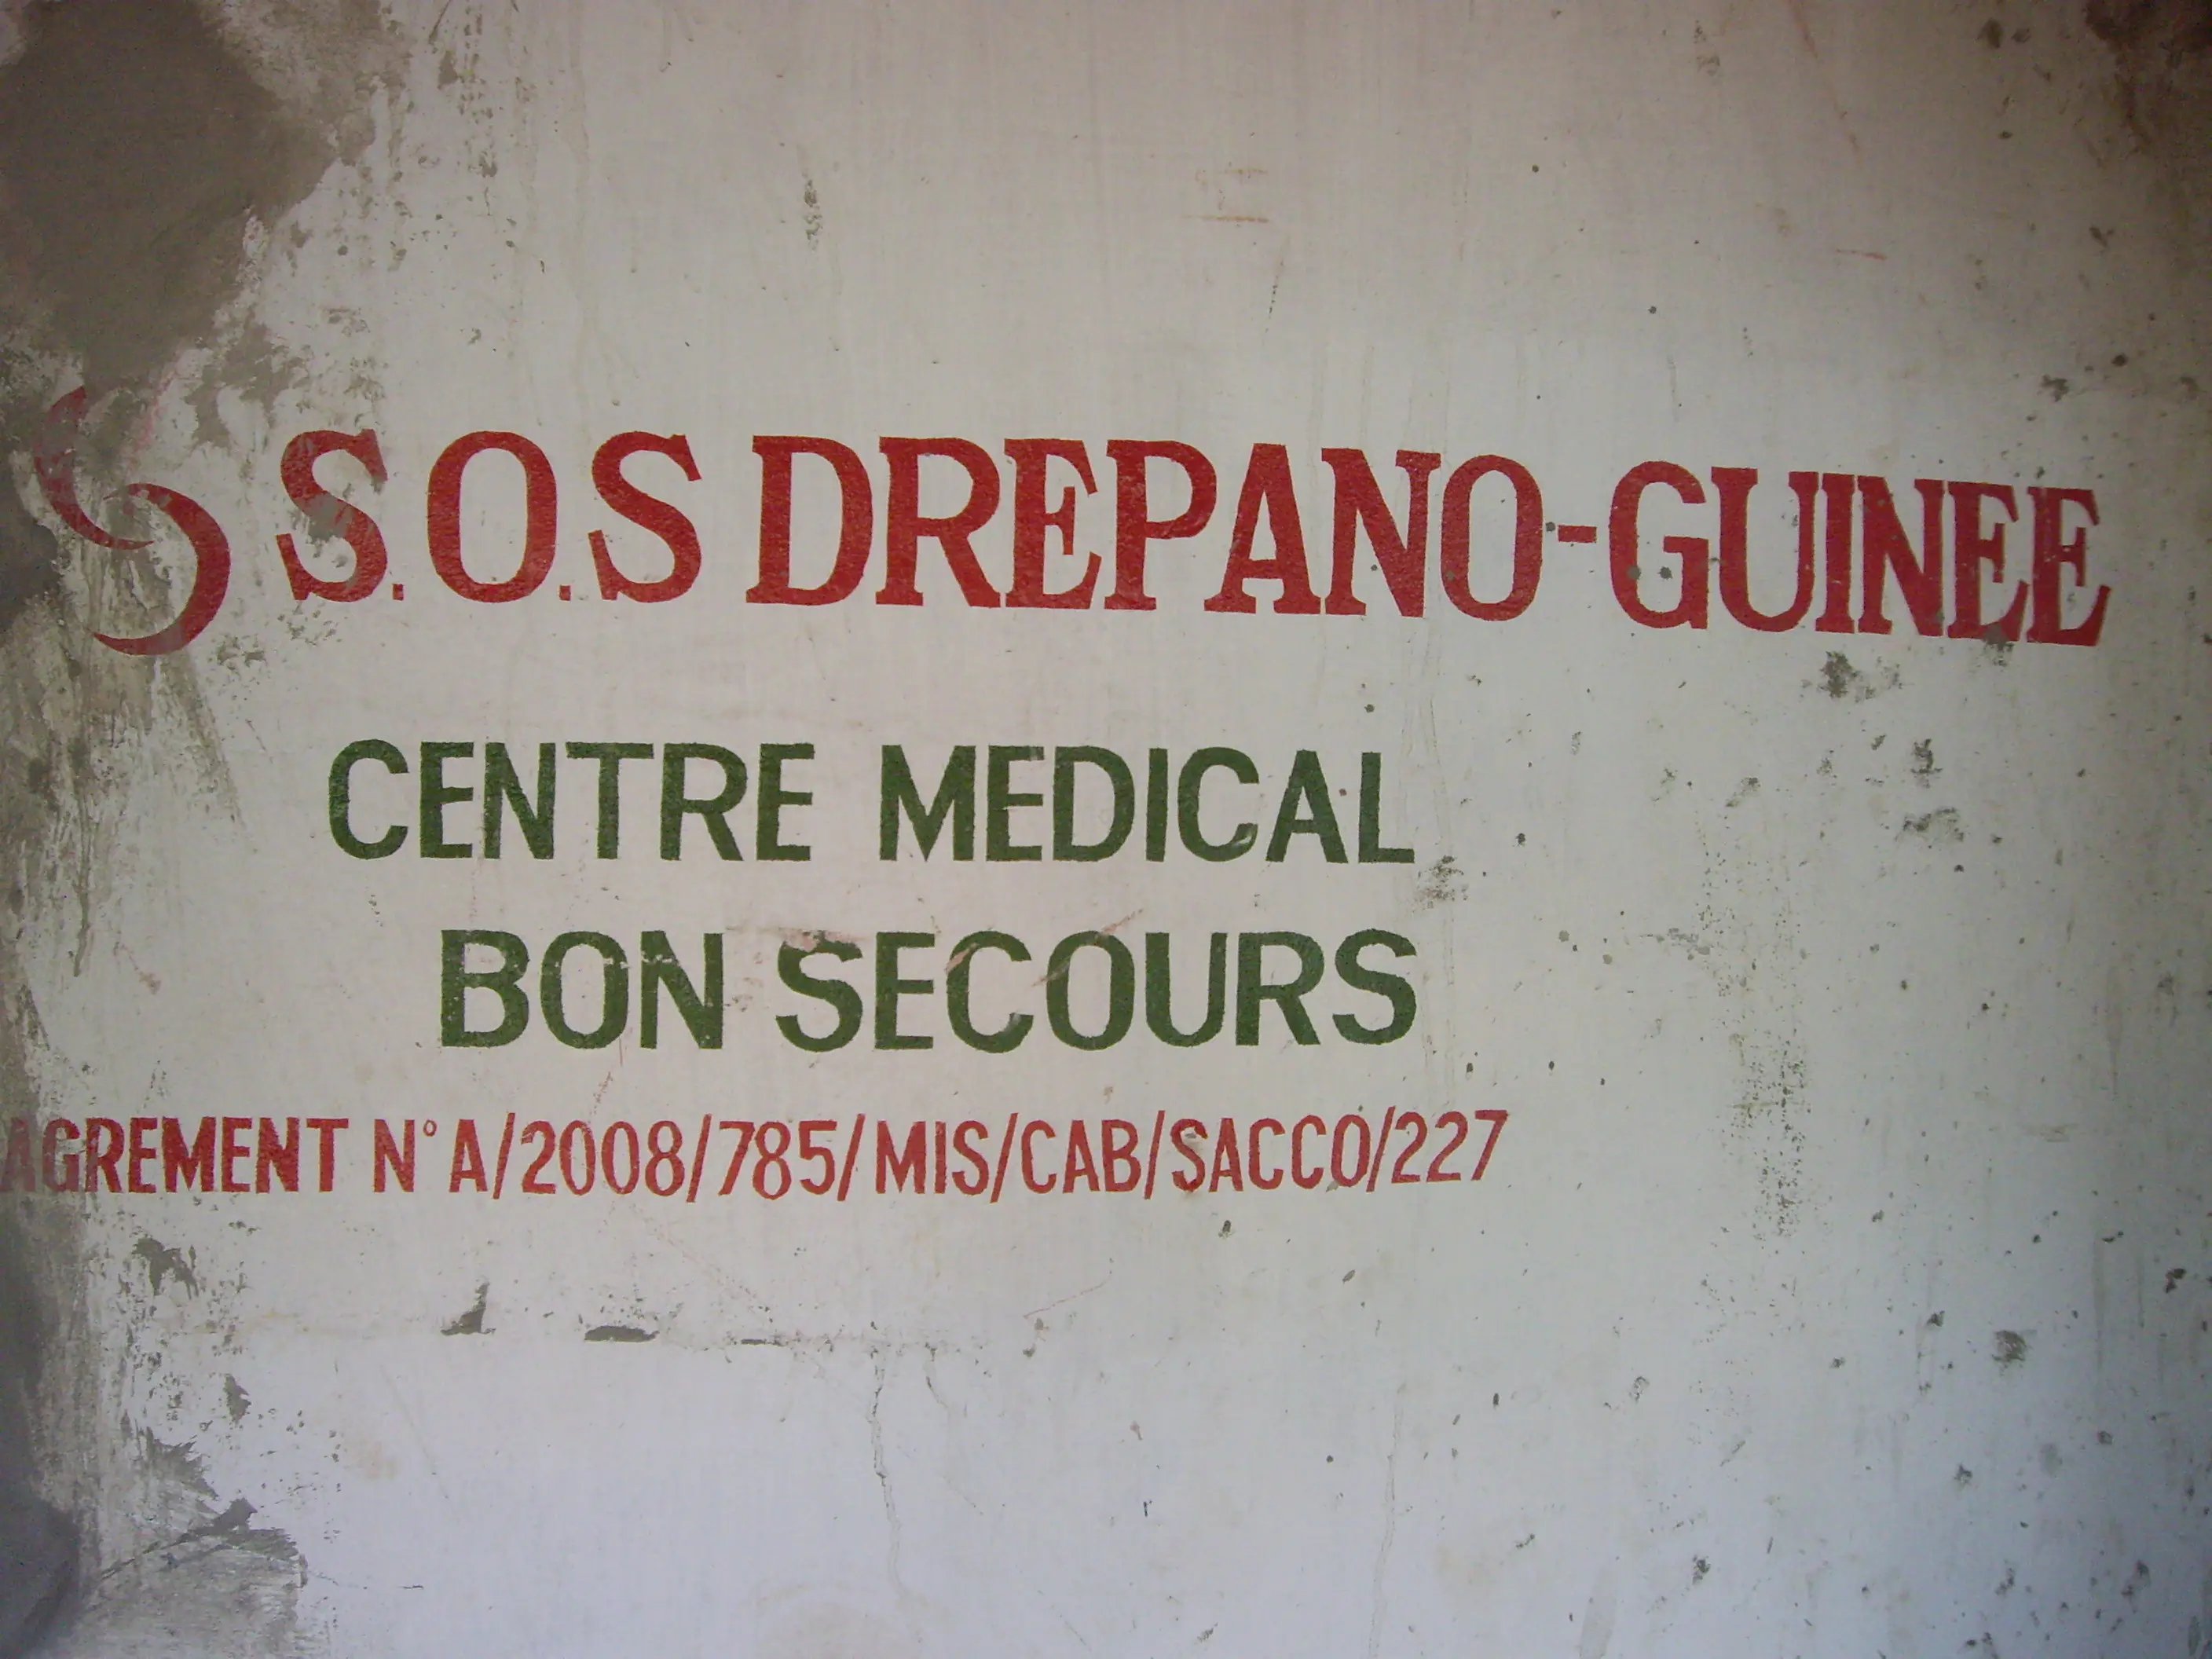 S.O.S DREPANO-GUINEE
CENTRE MEDICAL
BON SECOURS
AGREMENT N° A/2008/785/MIS/CAB/SACCO/227